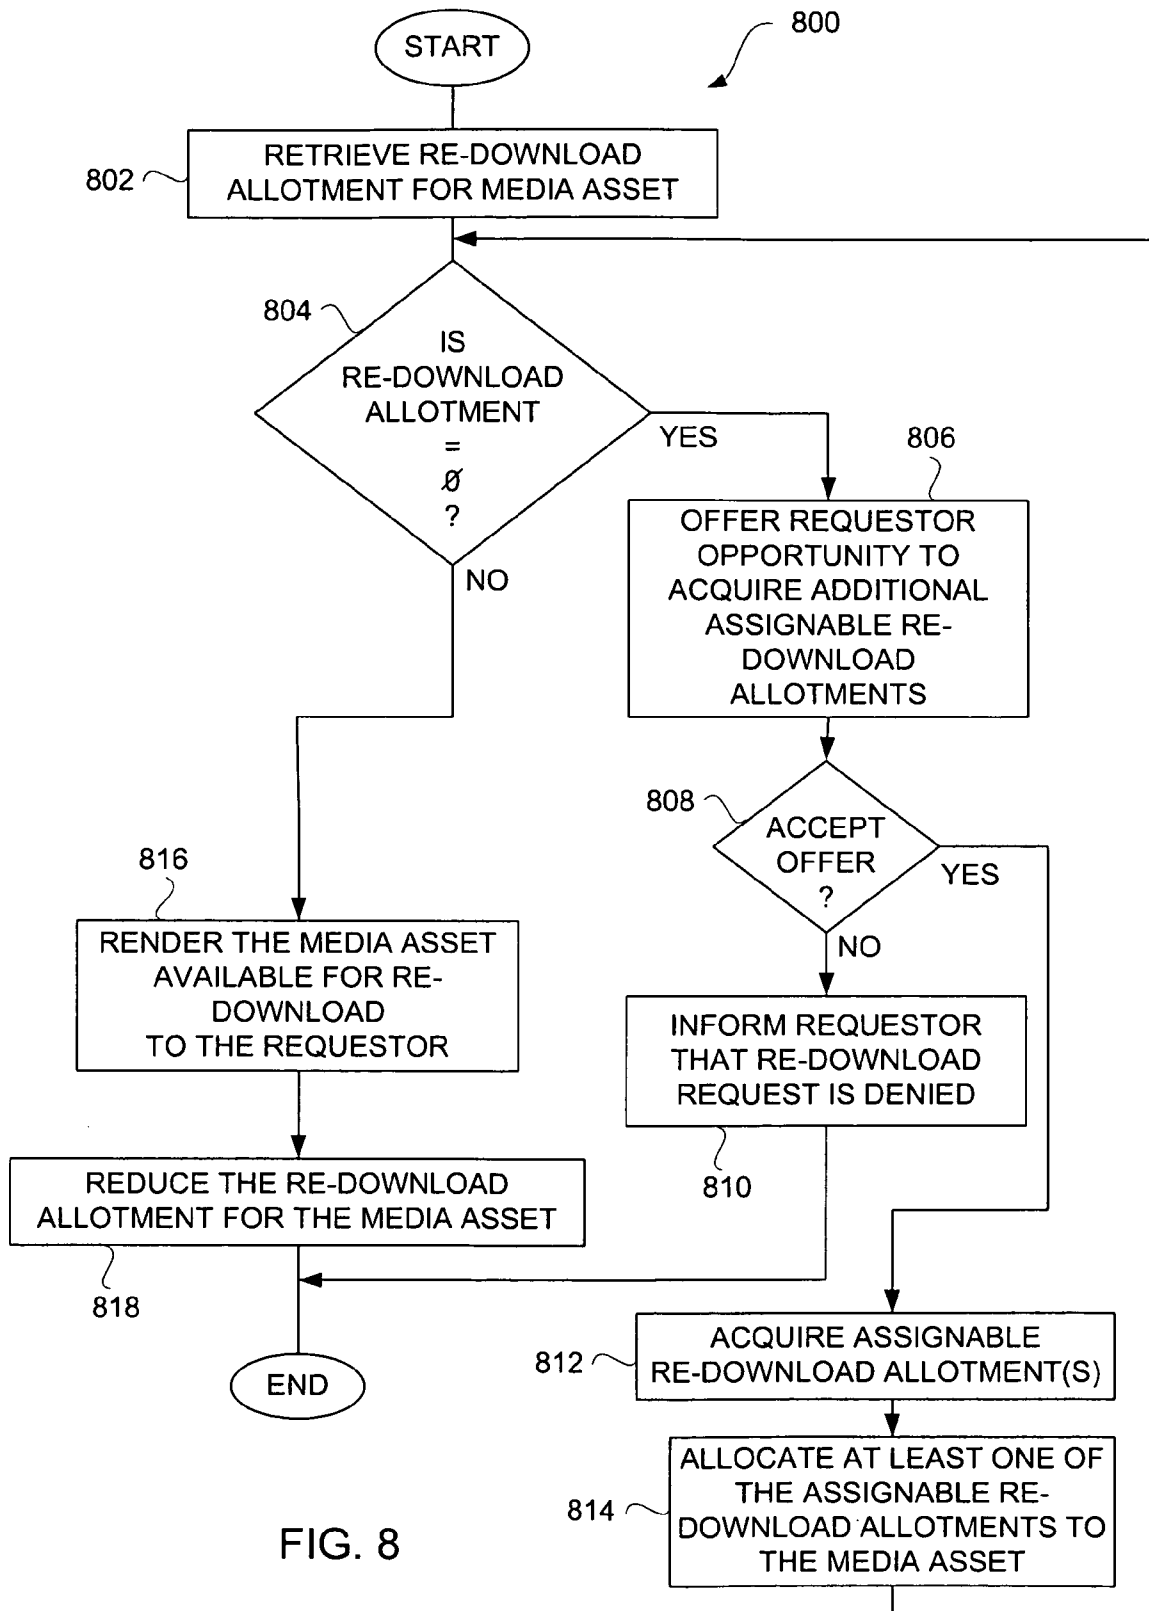 START
800
802
RETRIEVE RE-DOWNLOAD
ALLOTMENT FOR MEDIA ASSET
804
IS
RE-DOWNLOAD
ALLOTMENT
=
0
?
YES
NO
806
OFFER REQUESTOR
OPPORTUNITY TO
ACQUIRE ADDITIONAL
ASSIGNABLE RE-
DOWNLOAD
ALLOTMENTS
808
ACCEPT
OFFER
?
YES
NO
816
RENDER THE MEDIA ASSET
AVAILABLE FOR RE-
DOWNLOAD
TO THE REQUESTOR
INFORM REQUESTOR
THAT RE-DOWNLOAD
REQUEST IS DENIED
810
REDUCE THE RE-DOWNLOAD
ALLOTMENT FOR THE MEDIA ASSET
818
END
812
ACQUIRE ASSIGNABLE
RE-DOWNLOAD ALLOTMENT(S)
814
ALLOCATE AT LEAST ONE OF
THE ASSIGNABLE RE-
DOWNLOAD ALLOTMENTS TO
THE MEDIA ASSET
FIG. 8